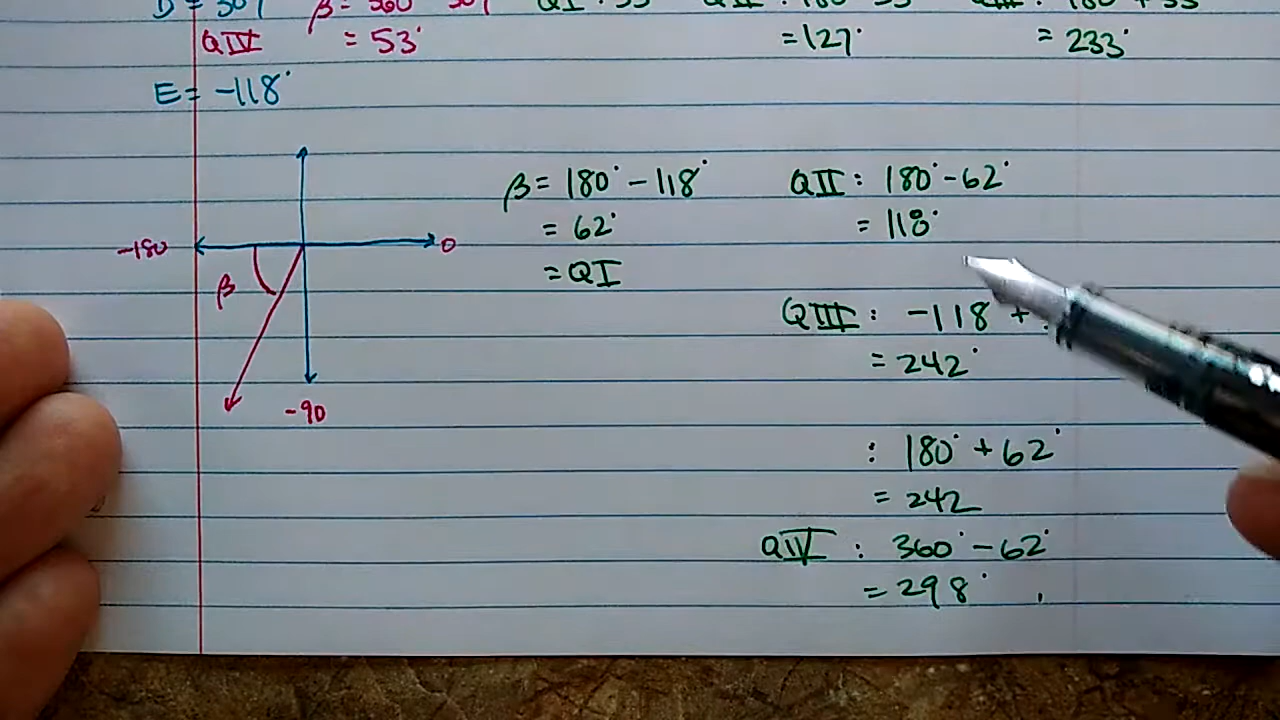 QIV = 53° =127° = 233°
E = -118°
β = 180° - 118° QII : 180° - 62°
= 62° = 118°
-180 0
= QI
β
QIII : -118 +
= 242°
-90
: 180° + 62°
= 242
QIV : 360° - 62°
= 298°